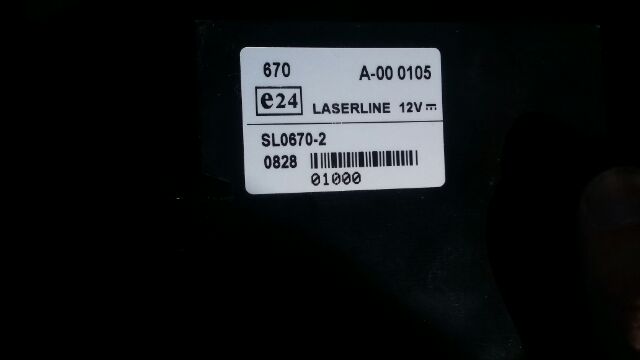 670 A-00 0105
e24 LASERLINE 12V⎓
SL0670-2
0828
01000